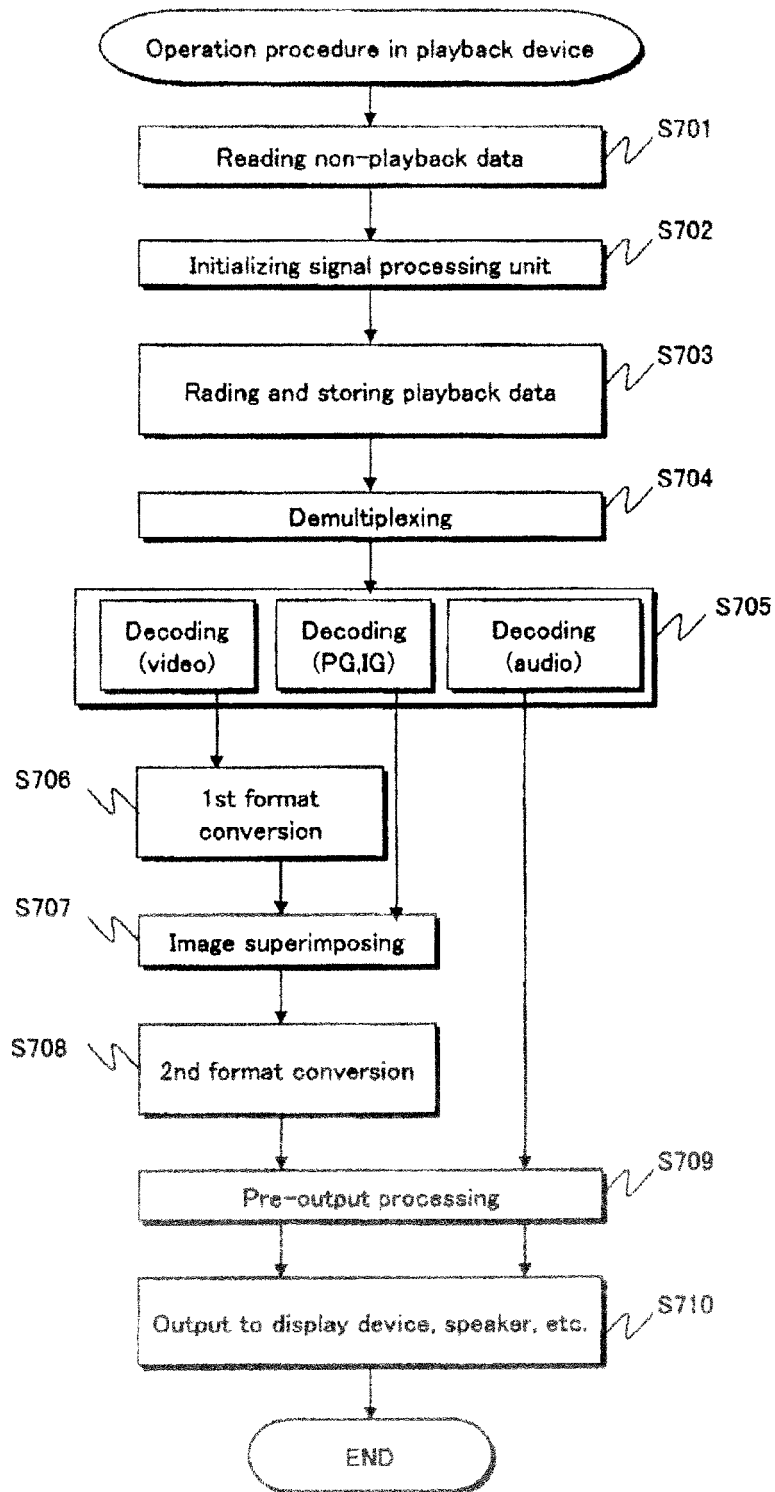 Operation procedure in playback device
S701
Reading non-playback data
S702
Initializing signal processing unit
S703
Rading and storing playback data
S704
Demultiplexing
S705
Decoding
(video)
Decoding
(PG,IG)
Decoding
(audio)
S706
1st format
conversion
S707
Image superimposing
S708
2nd format conversion
S709
Pre-output processing
S710
Output to display device, speaker, etc.
END